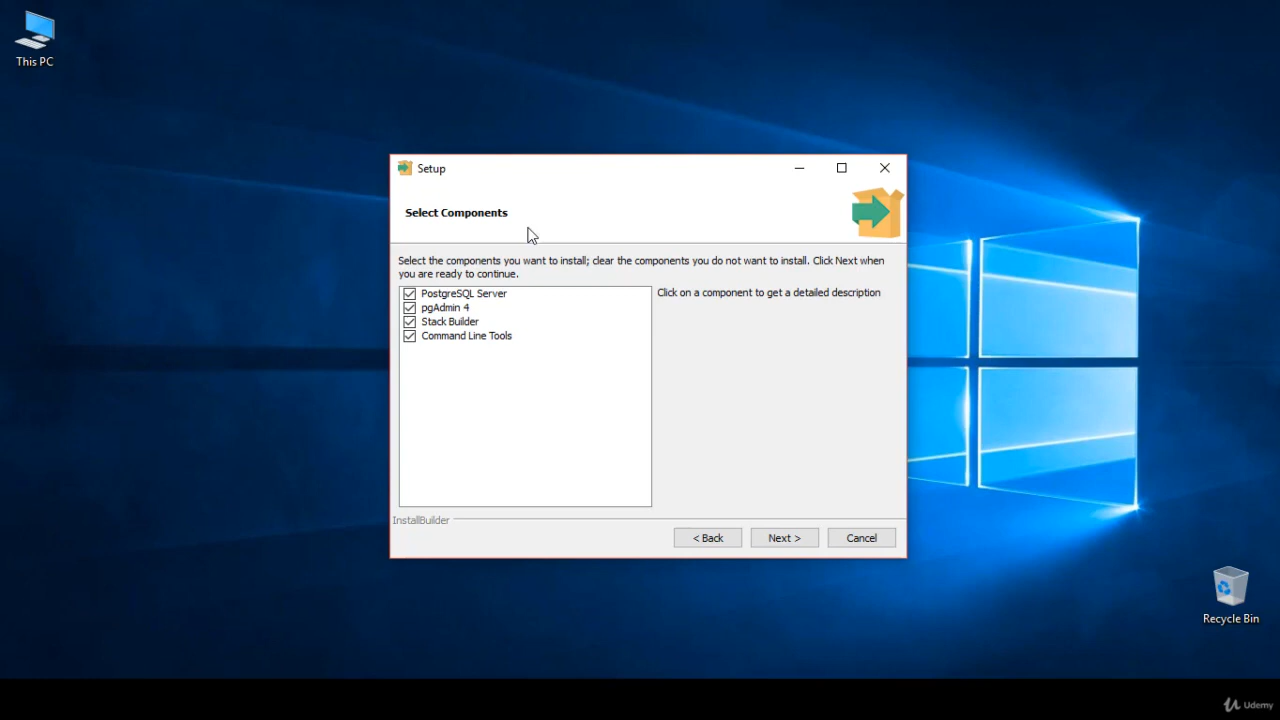 This PC
Setup
Select Components
Select the components you want to install; clear the components you do not want to install. Click Next when
you are ready to continue.
PostgreSQL Server
pgAdmin 4
Stack Builder
Command Line Tools
Click on a component to get a detailed description
InstallBuilder
< Back
Next >
Cancel
Recycle Bin
Udemy